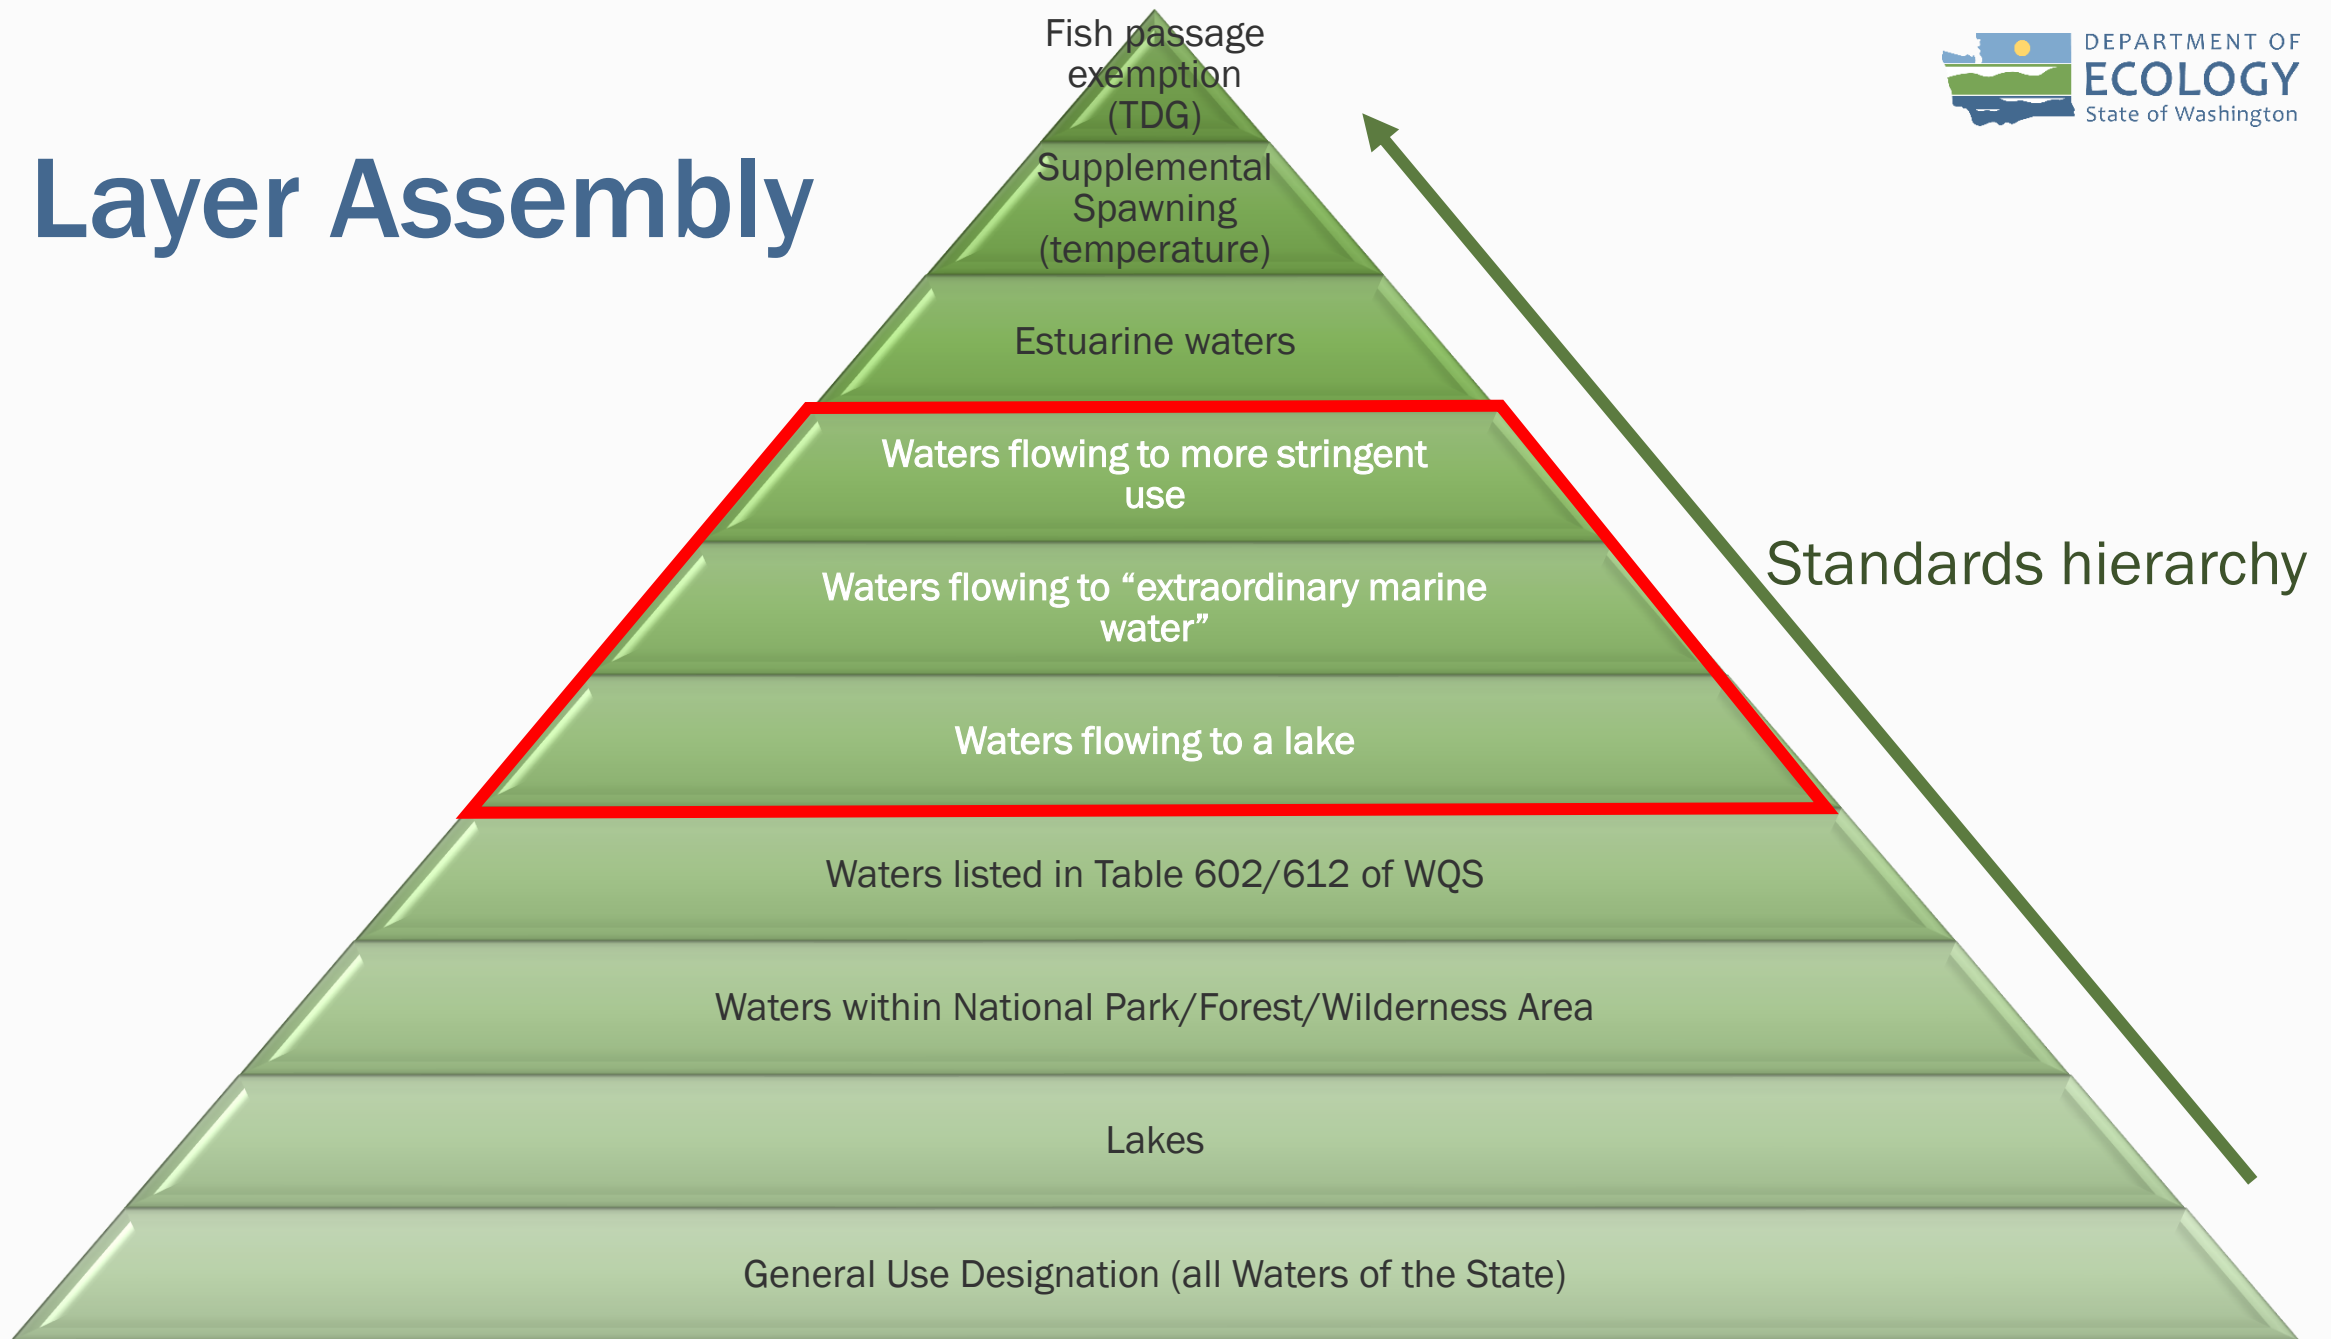 Fish passage
exemption
(TDG)
DEPARTMENT OF
ECOLOGY
State of Washington
Layer Assembly
Supplemental
Spawning
(temperature)
Estuarine waters
Waters flowing to more stringent
use
Standards hierarchy
Waters flowing to “extraordinary marine
water”
Waters flowing to a lake
Waters listed in Table 602/612 of WQS
Waters within National Park/Forest/Wilderness Area
Lakes
General Use Designation (all Waters of the State)